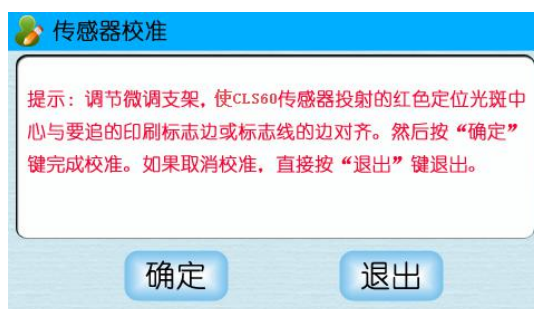 传感器校准
提示：调节微调支架，使CLS60传感器投射的红色定位光斑中
心与要追的印刷标志边或标志线的边对齐。然后按“确定”
键完成校准。如果取消校准，直接按“退出”键退出。
确定
退出